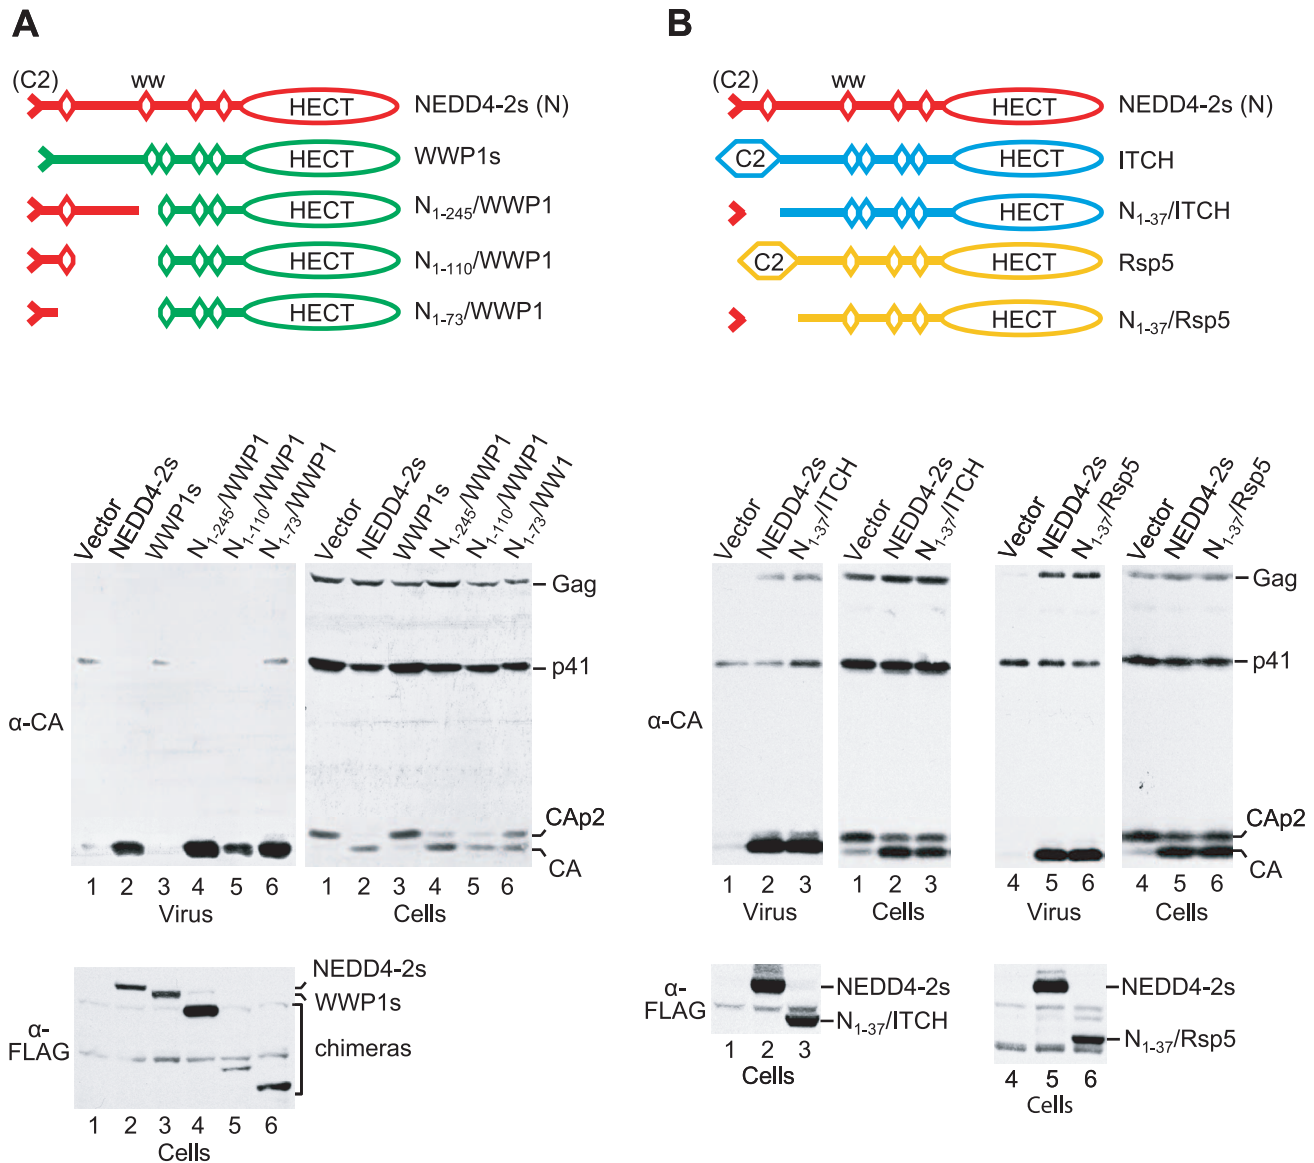 A
(C2)
WW
HECT
NEDD4-2s (N)
HECT
WWP1s
HECT
N1-245/WWP1
HECT
N1-110/WWP1
HECT
N1-73/WWP1
Vector
NEDD4-2s
WWP1s
N1-245/WWP1
N1-110/WWP1
N1-73/WWP1
Vector
NEDD4-2s
WWP1s
N1-245/WWP1
N1-110/WWP1
N1-73/WW1
Gag
p41
α-CA
CAp2
CA
1 2 3 4 5 6
Virus
1 2 3 4 5 6
Cells
NEDD4-2s
WWP1s
α-
FLAG
chimeras
1 2 3 4 5 6
Cells
B
(C2)
WW
HECT
NEDD4-2s (N)
C2
HECT
ITCH
HECT
N1-37/ITCH
C2
HECT
Rsp5
HECT
N1-37/Rsp5
Vector
NEDD4-2s
N1-37/ITCH
Vector
NEDD4-2s
N1-37/ITCH
Vector
NEDD4-2s
N1-37/Rsp5
Vector
NEDD4-2s
N1-37/Rsp5
Gag
p41
α-CA
CAp2
CA
1 2 3
Virus
1 2 3
Cells
4 5 6
Virus
4 5 6
Cells
α-
FLAG
NEDD4-2s
N1-37/ITCH
1 2 3
Cells
NEDD4-2s
N1-37/Rsp5
4 5 6
Cells